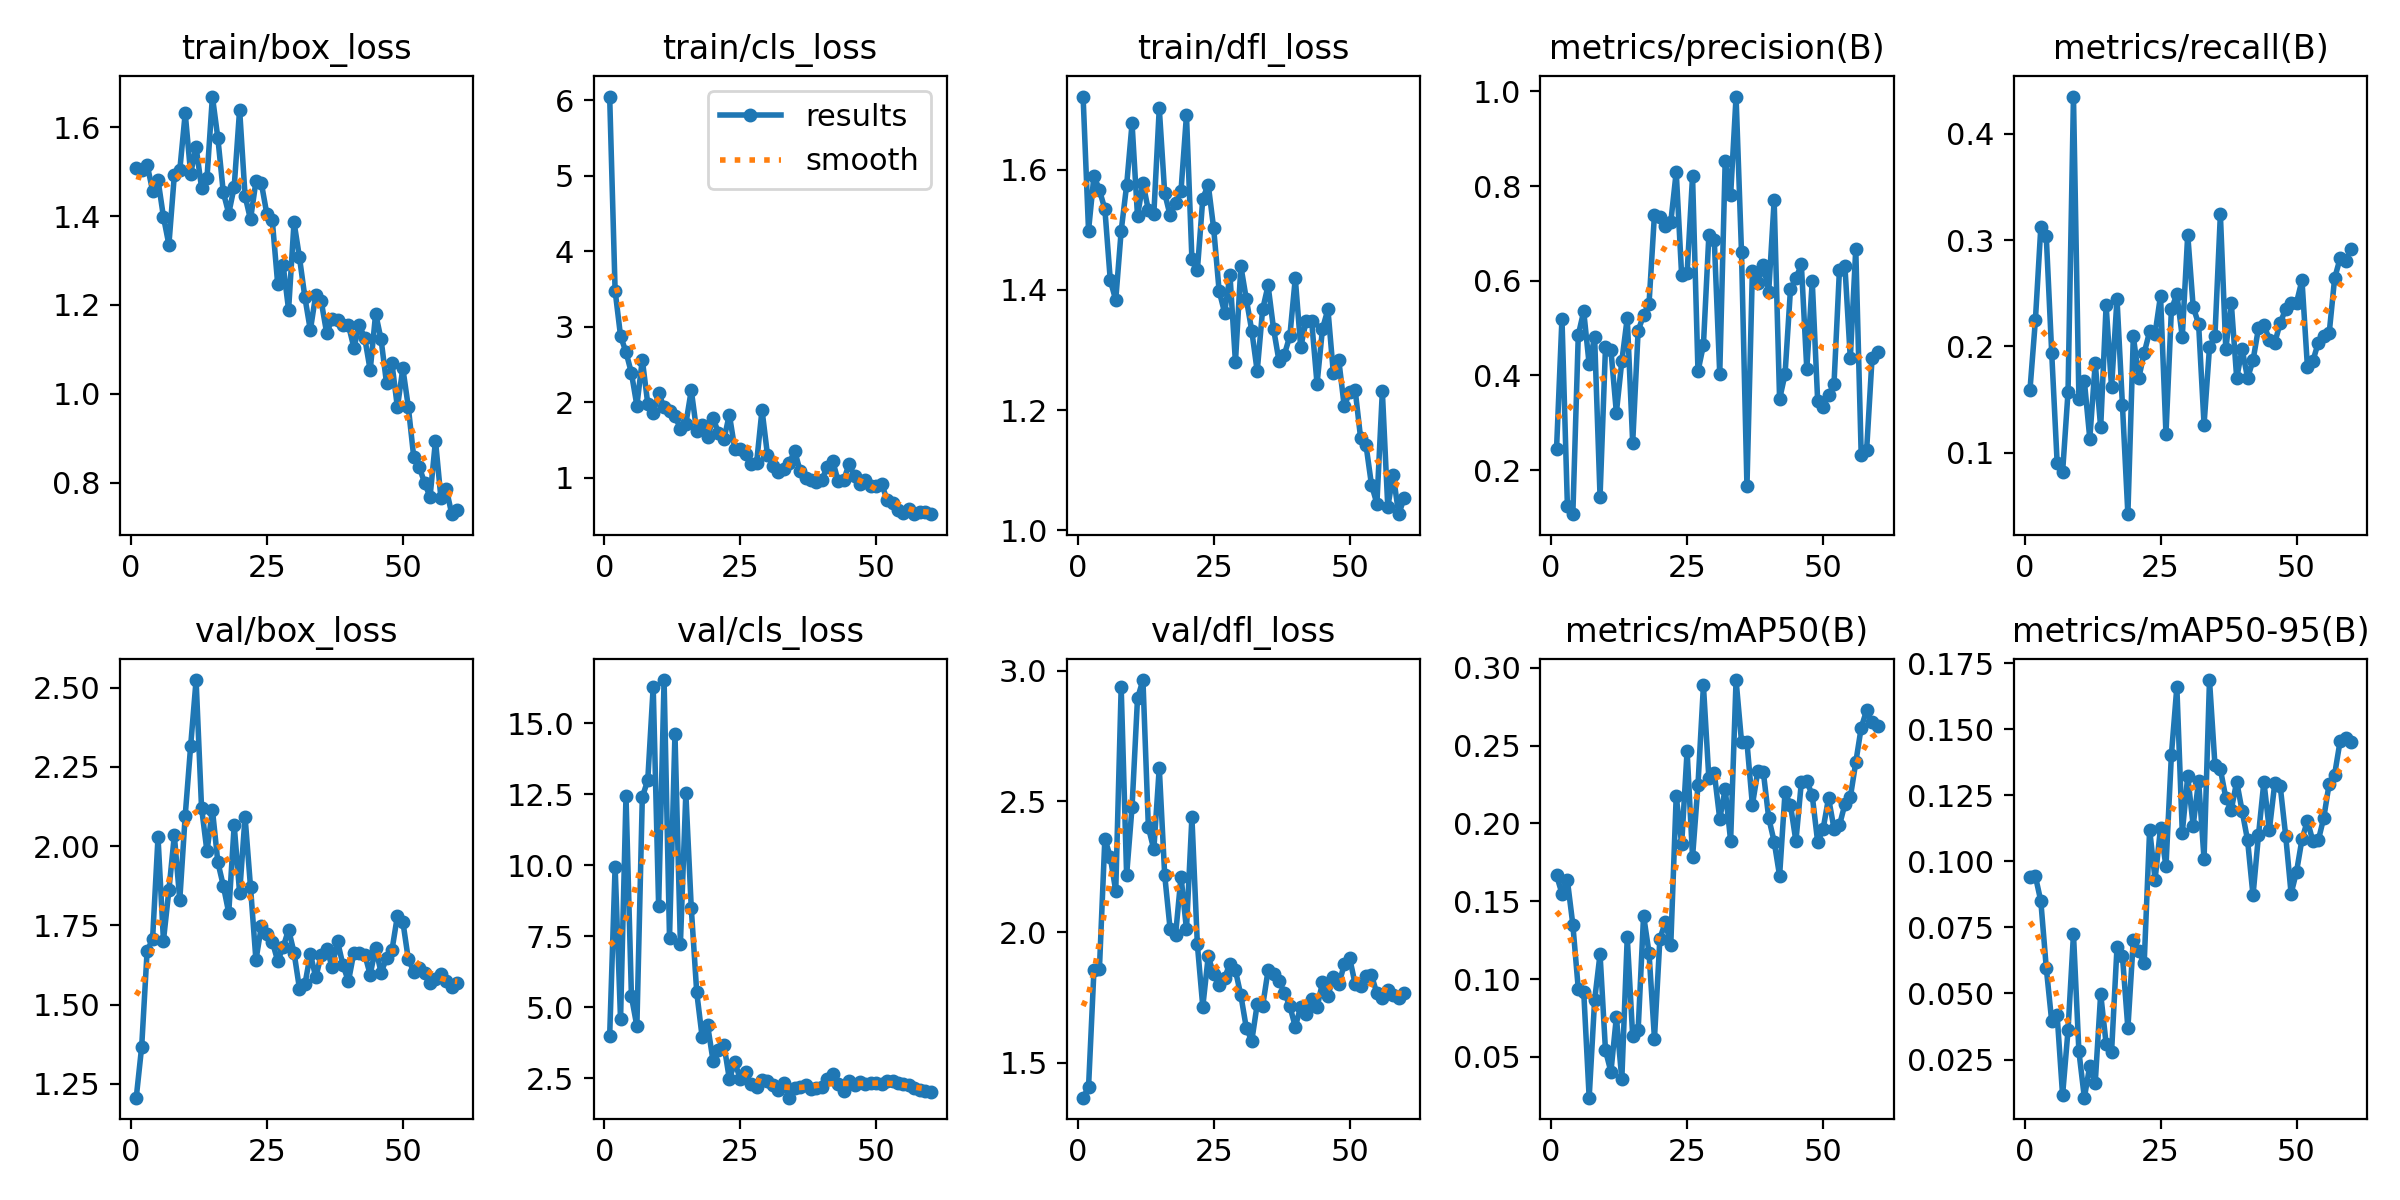 train/box_loss
1.6
1.4
1.2
1.0
0.8
0 25 50
train/cls_loss
6
5
4
3
2
1
results
smooth
0 25 50
train/dfl_loss
1.6
1.4
1.2
1.0
0 25 50
metrics/precision(B)
1.0
0.8
0.6
0.4
0.2
0 25 50
metrics/recall(B)
0.4
0.3
0.2
0.1
0 25 50
val/box_loss
2.50
2.25
2.00
1.75
1.50
1.25
0 25 50
val/cls_loss
15.0
12.5
10.0
7.5
5.0
2.5
0 25 50
val/dfl_loss
3.0
2.5
2.0
1.5
0 25 50
metrics/mAP50(B)
0.30
0.25
0.20
0.15
0.10
0.05
0 25 50
metrics/mAP50-95(B)
0.175
0.150
0.125
0.100
0.075
0.050
0.025
0 25 50